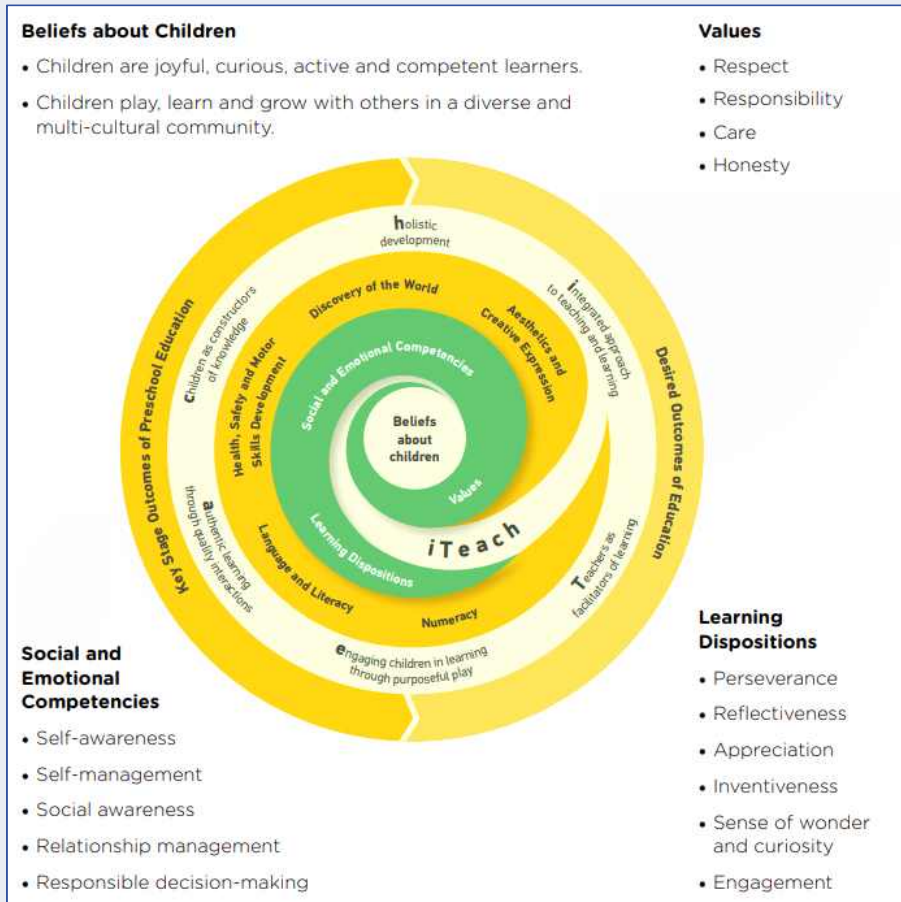 Beliefs about Children
• Children are joyful, curious, active and competent learners.
• Children play, learn and grow with others in a diverse and
multi-cultural community.
Values
• Respect
• Responsibility
• Care
• Honesty
Key Stage Outcomes of Preschool Education
Desired Outcomes of Education
holistic
development
integrated approach
to teaching and learning
Teachers as
facilitators of learning
engaging children in learning
through purposeful play
authentic learning
through quality interactions
Children as constructors
of knowledge
Discovery of the World
Aesthetics and
Creative Expression
Health, Safety and Motor
Skills Development
Language and Literacy
Numeracy
Social and Emotional Competencies
Learning Dispositions
Values
Beliefs
about
children
iTeach
Social and
Emotional
Competencies
• Self-awareness
• Self-management
• Social awareness
• Relationship management
• Responsible decision-making
Learning
Dispositions
• Perseverance
• Reflectiveness
• Appreciation
• Inventiveness
• Sense of wonder
and curiosity
• Engagement